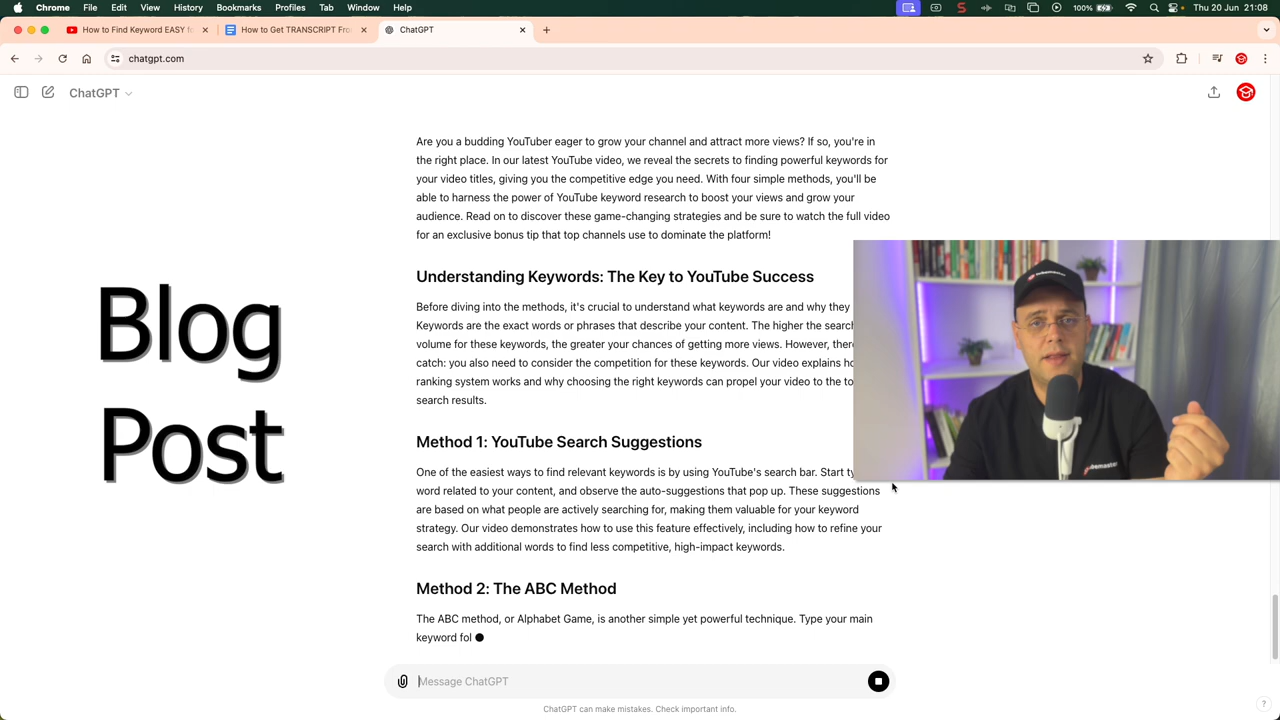 Chrome File Edit View History Bookmarks Profiles Tab Window Help
100% Thu 20 Jun 21:08
How to Find Keyword EASY fo
How to Get TRANSCRIPT Fro
ChatGPT
chatgpt.com
ChatGPT
Are you a budding YouTuber eager to grow your channel and attract more views? If so, you're in
the right place. In our latest YouTube video, we reveal the secrets to finding powerful keywords for
your video titles, giving you the competitive edge you need. With four simple methods, you'll be
able to harness the power of YouTube keyword research to boost your views and grow your
audience. Read on to discover these game-changing strategies and be sure to watch the full video
for an exclusive bonus tip that top channels use to dominate the platform!
Understanding Keywords: The Key to YouTube Success
Before diving into the methods, it's crucial to understand what keywords are and why they
Keywords are the exact words or phrases that describe your content. The higher the search
volume for these keywords, the greater your chances of getting more views. However, there
catch: you also need to consider the competition for these keywords. Our video explains ho
ranking system works and why choosing the right keywords can propel your video to the to
search results.
Blog
Post
Method 1: YouTube Search Suggestions
One of the easiest ways to find relevant keywords is by using YouTube's search bar. Start ty
word related to your content, and observe the auto-suggestions that pop up. These suggestions
are based on what people are actively searching for, making them valuable for your keyword
strategy. Our video demonstrates how to use this feature effectively, including how to refine your
search with additional words to find less competitive, high-impact keywords.
Method 2: The ABC Method
The ABC method, or Alphabet Game, is another simple yet powerful technique. Type your main
keyword fol
Message ChatGPT
ChatGPT can make mistakes. Check important info.
?